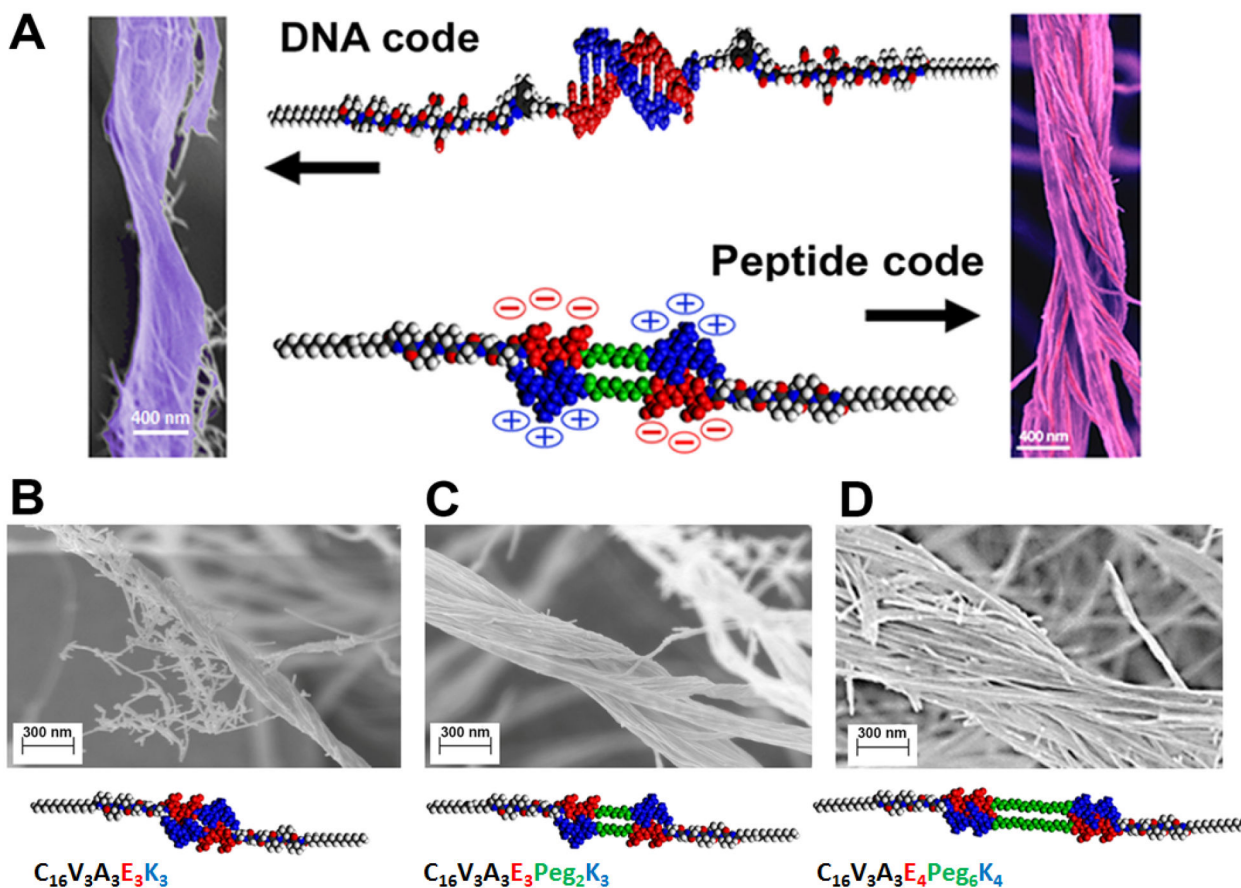 A
DNA code
400 nm
Peptide code
− − −
+ + +
+ + +
− − −
400 nm
B
C
D
300 nm
300 nm
300 nm
C₁₆V₃A₃E₃K₃
C₁₆V₃A₃E₃Peg₂K₃
C₁₆V₃A₃E₄Peg₆K₄